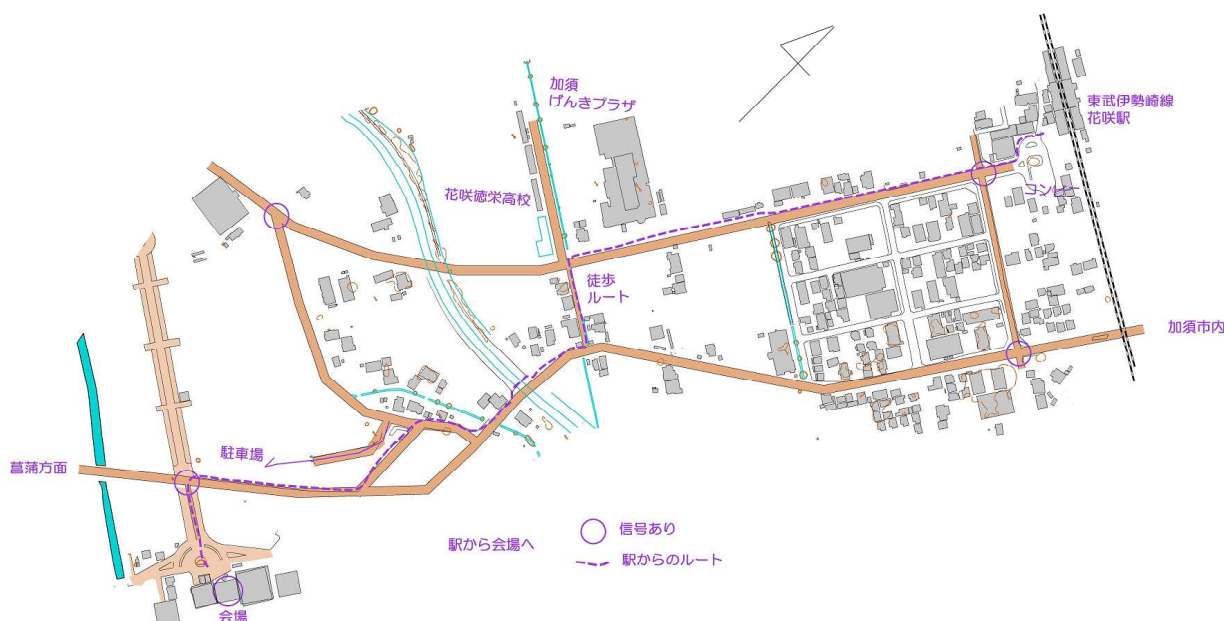 加須
げんきプラザ
東武伊勢崎線
花咲駅
花咲徳栄高校
コンビニ
徒歩
ルート
加須市内
駐車場
菖蒲方面
駅から会場へ
信号あり
駅からのルート
会場